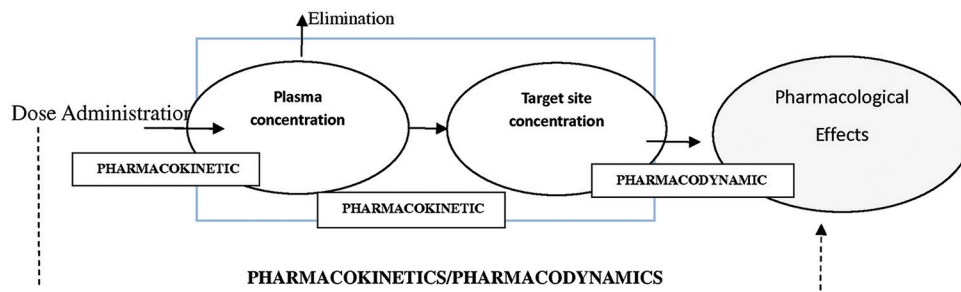 Elimination
Plasma
concentration
Target site
concentration
Pharmacological
Effects
Dose Administration
PHARMACOKINETIC
PHARMACODYNAMIC
PHARMACOKINETIC
PHARMACOKINETICS/PHARMACODYNAMICS